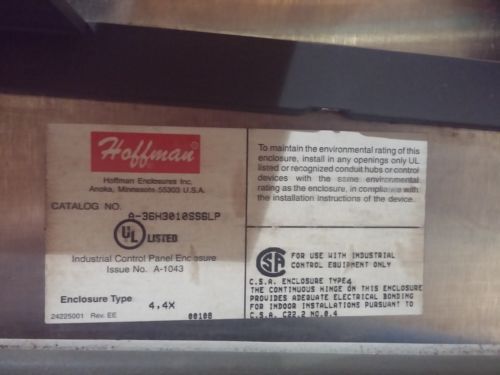 Hoffman
Hoffman Enclosures Inc.
Anoka, Minnesota 55303 U.S.A.
CATALOG NO.
A-36H3010SS6LP
UL LISTED
Industrial Control Panel Enclosure
Issue No. A-1043
Enclosure Type 4,4X
24225001 Rev. EE 00108
To maintain the environmental rating of this
enclosure, install in any openings only UL
listed or recognized conduit hubs or control
devices with the same environmental
rating as the enclosure, in compliance with
the installation instructions of the device.
SA FOR USE WITH INDUSTRIAL
CONTROL EQUIPMENT ONLY
C.S.A. ENCLOSURE TYPE4
THE CONTINUOUS HINGE ON THIS ENCLOSURE
PROVIDES ADEQUATE ELECTRICAL BONDING
FOR INDOOR INSTALLATIONS PURSUANT TO
C.S.A. C22.2 NO.0.4